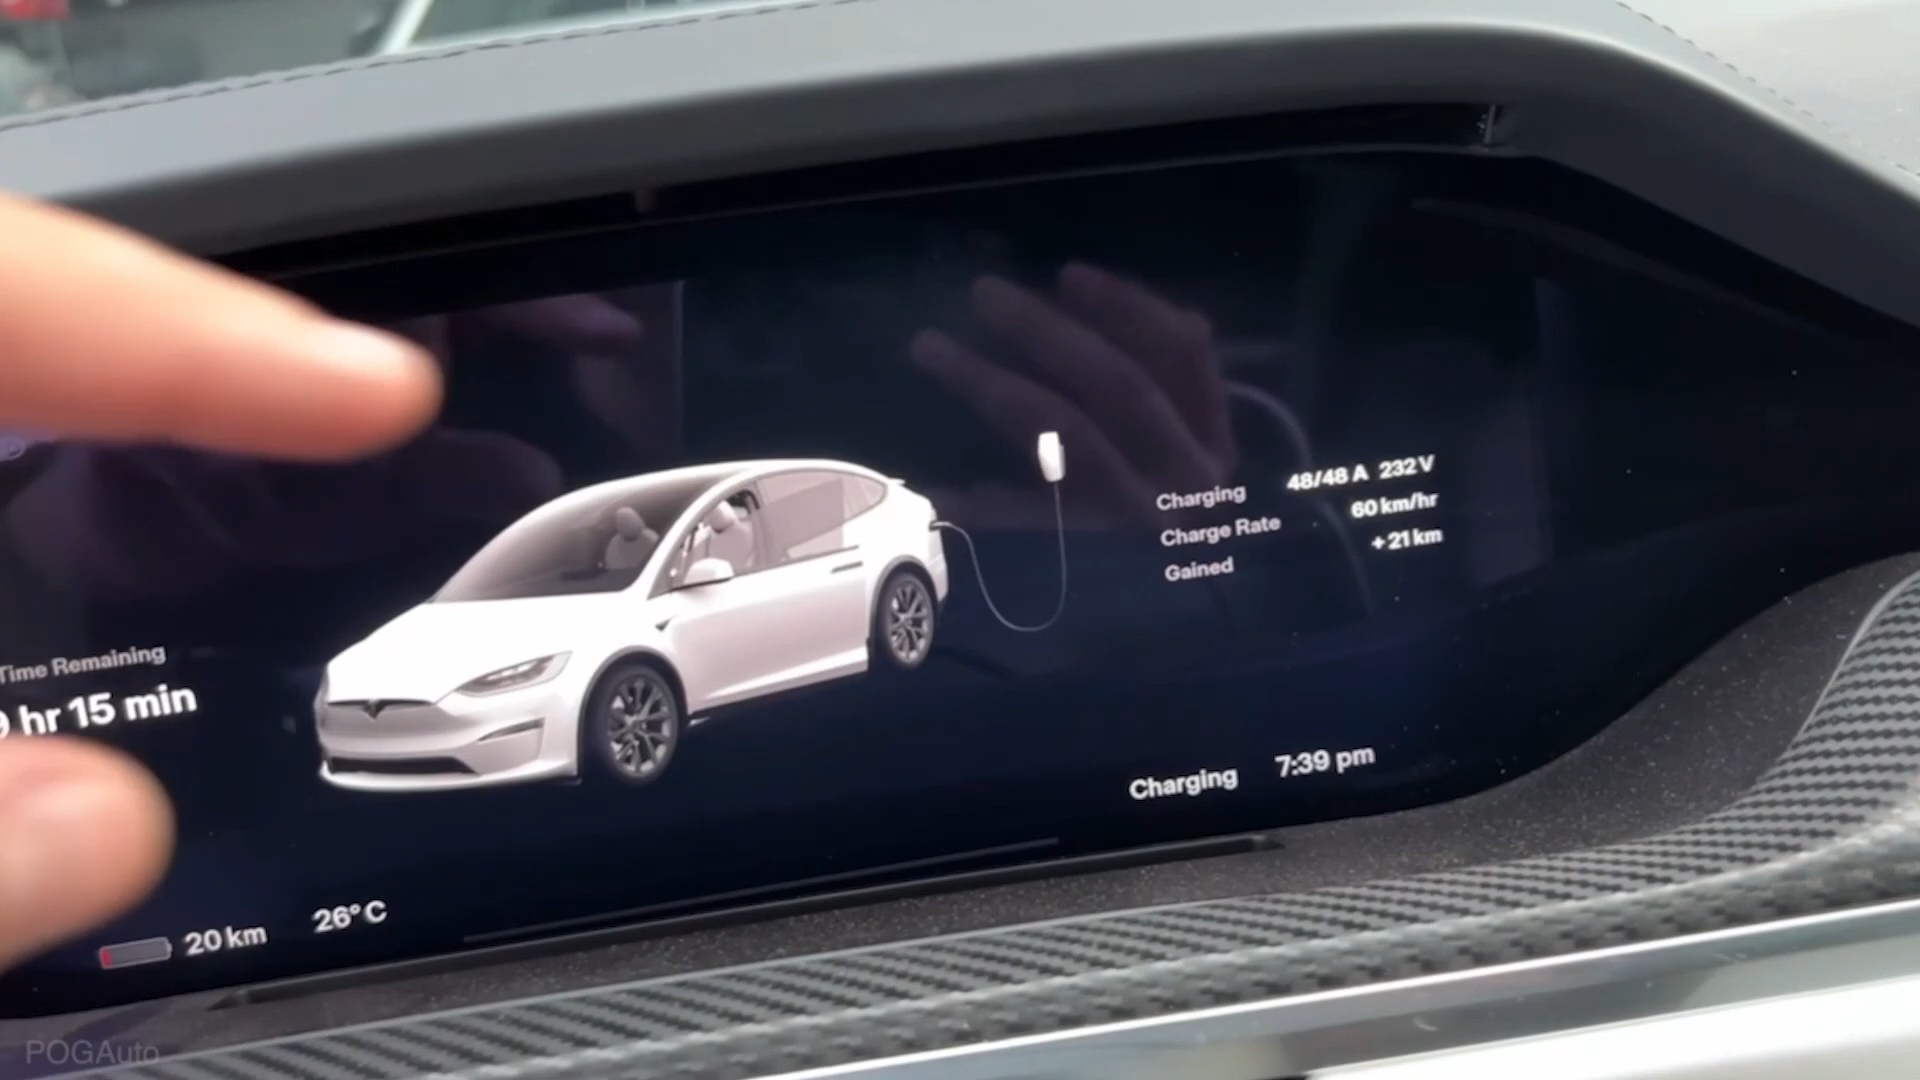 Charging 48/48 A 232 V
Charge Rate 60 km/hr
Gained +21 km
Time Remaining
9 hr 15 min
Charging 7:39 pm
20 km 26°C
POGAuto